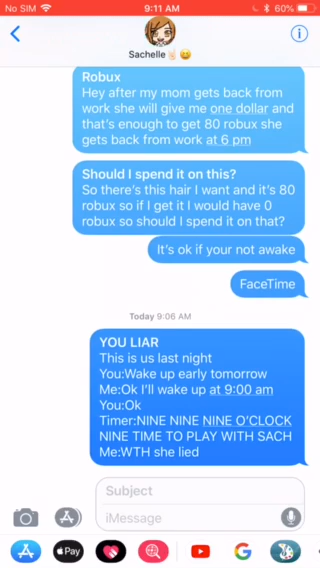 No SIM 9:11 AM 60%
Sachelle
Robux
Hey after my mom gets back from
work she will give me one dollar and
that's enough to get 80 robux she
gets back from work at 6 pm
Should I spend it on this?
So there's this hair I want and it's 80
robux so if I get it I would have 0
robux so should I spend it on that?
It's ok if your not awake
FaceTime
Today 9:06 AM
YOU LIAR
This is us last night
You:Wake up early tomorrow
Me:Ok I'll wake up at 9:00 am
You:Ok
Timer:NINE NINE NINE O'CLOCK
NINE TIME TO PLAY WITH SACH
Me:WTH she lied
Subject
iMessage
Pay